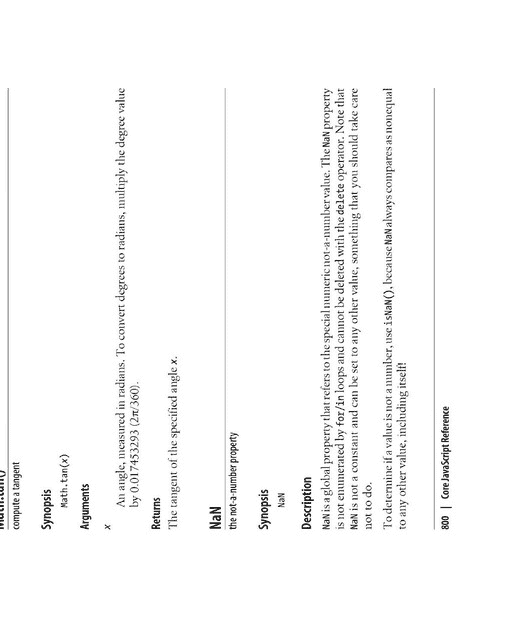 Math.tan()
compute a tangent
Synopsis
Math.tan(x)
Arguments
x
An angle, measured in radians. To convert degrees to radians, multiply the degree value
by 0.017453293 (2π/360).
Returns
The tangent of the specified angle x.
NaN
the not-a-number property
Synopsis
NaN
Description
NaN is a global property that refers to the special numeric not-a-number value. The NaN property
is not enumerated by for/in loops and cannot be deleted with the delete operator. Note that
NaN is not a constant and can be set to any other value, something that you should take care
not to do.
To determine if a value is not a number, use isNaN(), because NaN always compares as nonequal
to any other value, including itself!
800 | Core JavaScript Reference